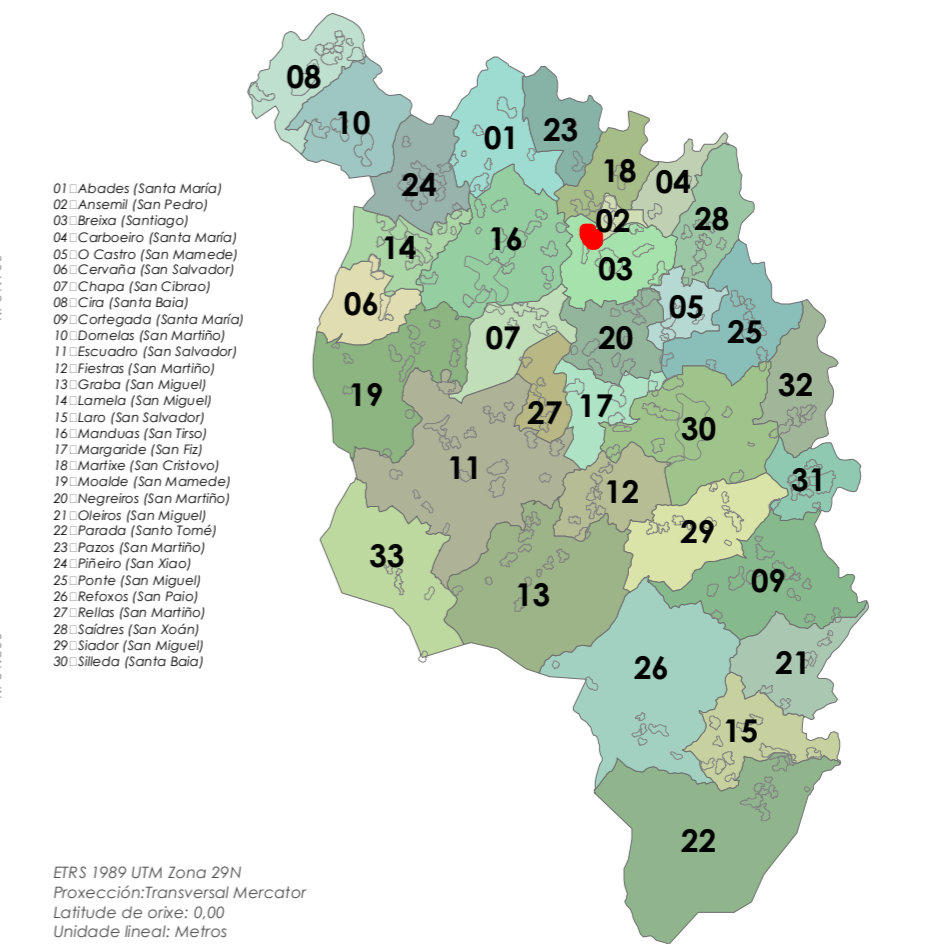 08
10
01
23
18
04
24
02
28
14
16
03
06
05
07
20
25
19
32
27
17
30
11
12
31
29
33
13
09
26
21
15
22
01 Abades (Santa María)
02 Ansemil (San Pedro)
03 Breixa (Santiago)
04 Carboeiro (Santa María)
05 O Castro (San Mamede)
06 Cervaña (San Salvador)
07 Chapa (San Cibrao)
08 Cira (Santa Baia)
09 Cortegada (Santa María)
10 Dornelas (San Martiño)
11 Escuadro (San Salvador)
12 Fiestras (San Martiño)
13 Graba (San Miguel)
14 Lamela (San Miguel)
15 Laro (San Salvador)
16 Manduas (San Tirso)
17 Margaride (San Fiz)
18 Martixe (San Cristovo)
19 Moalde (San Mamede)
20 Negreiros (San Martiño)
21 Oleiros (San Miguel)
22 Parada (Santo Tomé)
23 Pazos (San Martiño)
24 Piñeiro (San Xiao)
25 Ponte (San Miguel)
26 Refoxos (San Paio)
27 Rellas (San Martiño)
28 Saídres (San Xoán)
29 Siador (San Miguel)
30 Silleda (Santa Baia)
ETRS 1989 UTM Zona 29N
Proxección:Transversal Mercator
Latitude de orixe: 0,00
Unidade lineal: Metros